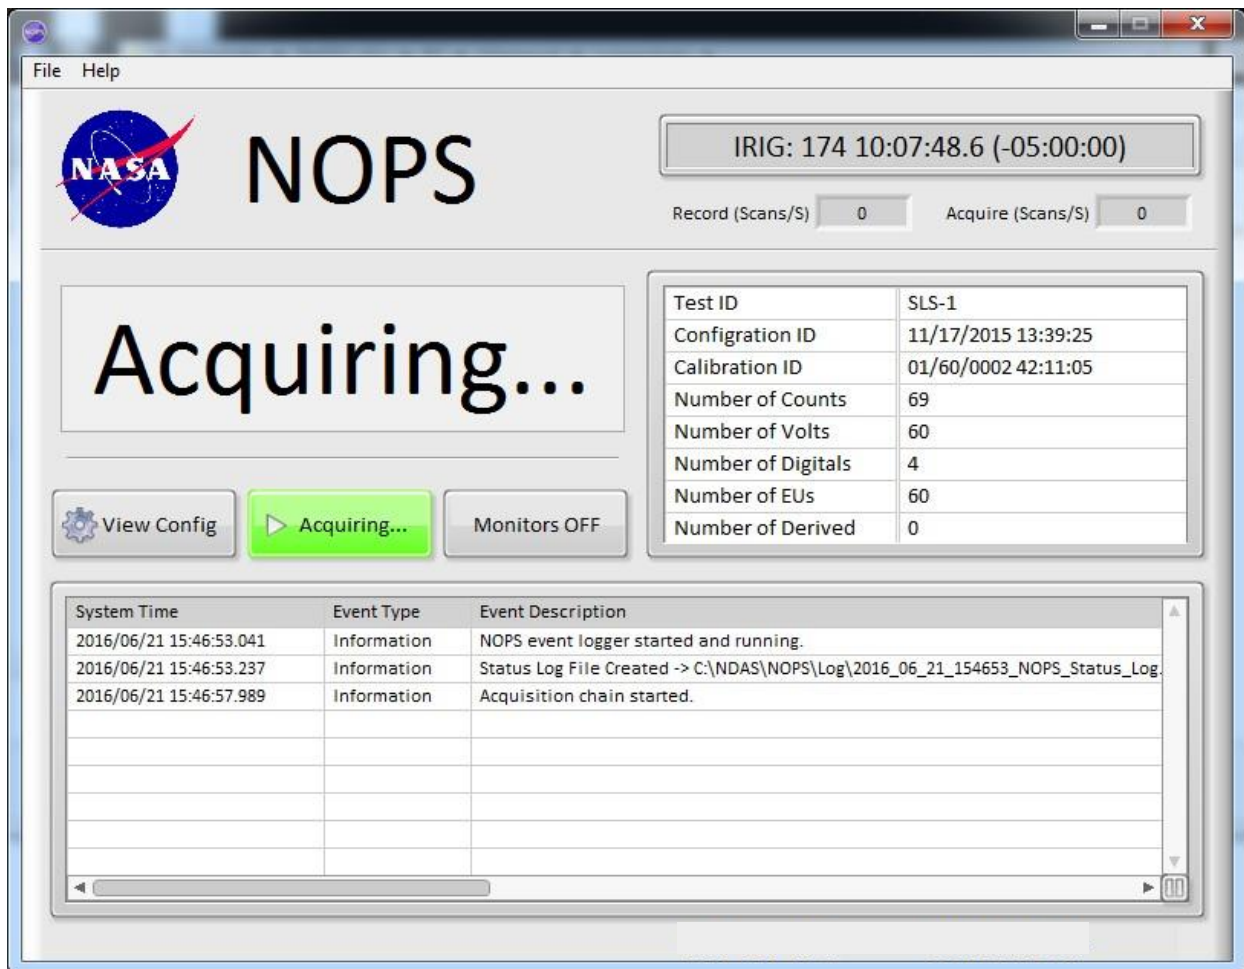 File Help
NASA
NOPS
IRIG: 174 10:07:48.6 (-05:00:00)
Record (Scans/S) 0 Acquire (Scans/S) 0
Acquiring...
Test ID SLS-1
Configration ID 11/17/2015 13:39:25
Calibration ID 01/60/0002 42:11:05
Number of Counts 69
Number of Volts 60
Number of Digitals 4
Number of EUs 60
Number of Derived 0
View Config Acquiring... Monitors OFF
System Time Event Type Event Description
2016/06/21 15:46:53.041 Information NOPS event logger started and running.
2016/06/21 15:46:53.237 Information Status Log File Created -> C:\NDAS\NOPS\Log\2016_06_21_154653_NOPS_Status_Log.
2016/06/21 15:46:57.989 Information Acquisition chain started.